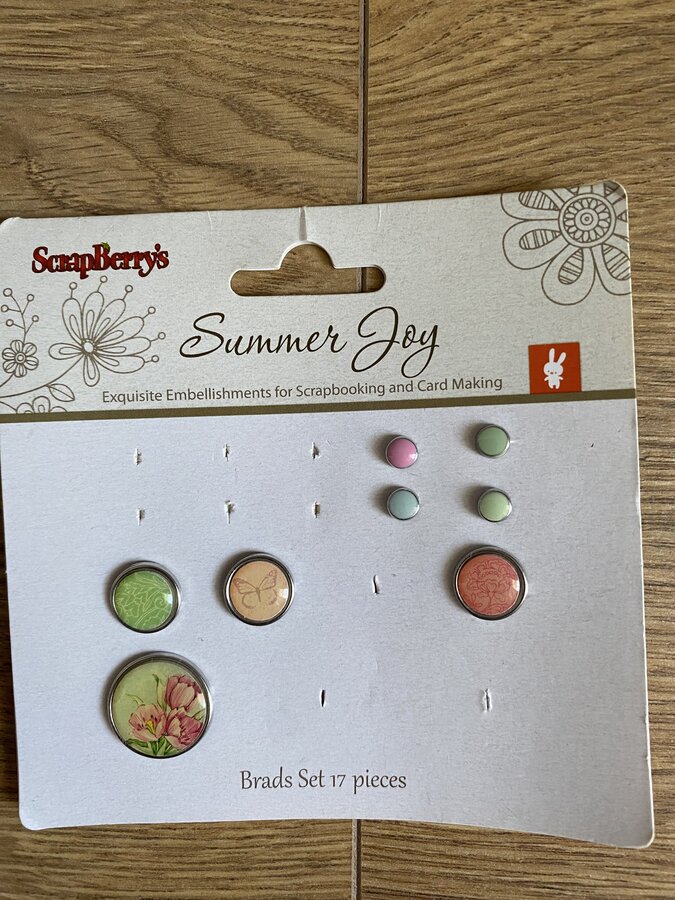 ScrapBerry's
Summer Joy
Exquisite Embellishments for Scrapbooking and Card Making
Brads Set 17 pieces